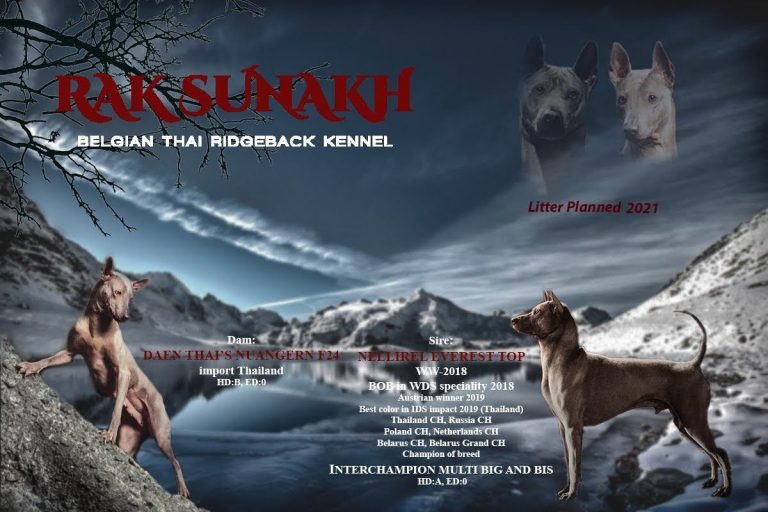 RAK SUNAKH
BELGIAN THAI RIDGEBACK KENNEL
Litter Planned 2021
Dam:
DAEN THAI'S NUANGERN F24
import Thailand
HD:B, ED:0
Sire:
NELLIREL EVEREST TOP
WW-2018
BOB in WDS speciality 2018
Austrian winner 2019
Best color in IDS impact 2019 (Thailand)
Thailand CH, Russia CH
Poland CH, Netherlands CH
Belarus CH, Belarus Grand CH
Champion of breed
INTERCHAMPION MULTI BIG AND BIS
HD:A, ED:0